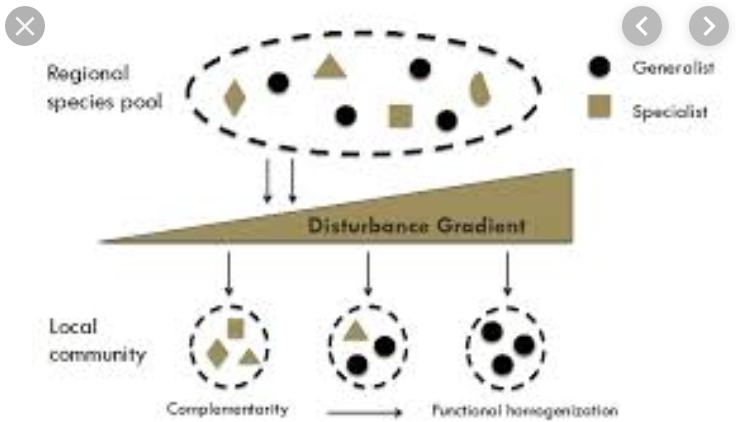 Regional
species pool
Generalist
Specialist
Disturbance Gradient
Local
community
Complementarity
Functional homogenization